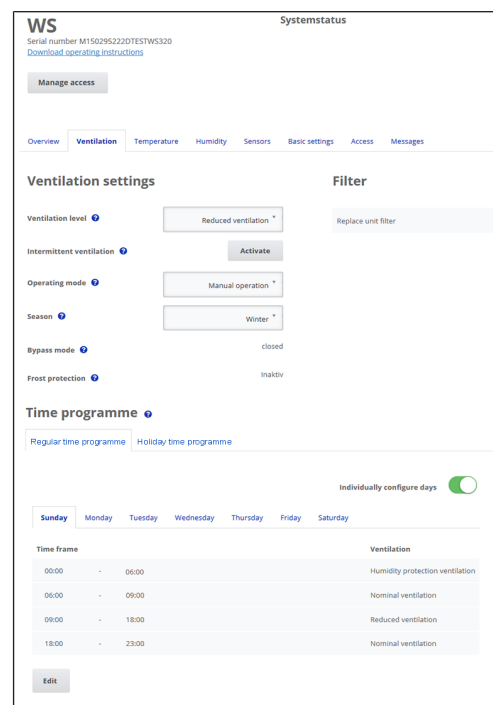 WS
Systemstatus
Serial number M150295222DTESTWS320
Download operating instructions
Manage access
Overview Ventilation Temperature Humidity Sensors Basic settings Access Messages
Ventilation settings
Filter
Ventilation level ? Reduced ventilation
Replace unit filter
Intermittent ventilation ? Activate
Operating mode ? Manual operation
Season ? Winter
Bypass mode ? closed
Frost protection ? Inaktiv
Time programme ?
Regular time programme Holiday time programme
Individually configure days
Sunday Monday Tuesday Wednesday Thursday Friday Saturday
Time frame Ventilation
00:00 - 06:00 Humidity protection ventilation
06:00 - 09:00 Nominal ventilation
09:00 - 18:00 Reduced ventilation
18:00 - 23:00 Nominal ventilation
Edit